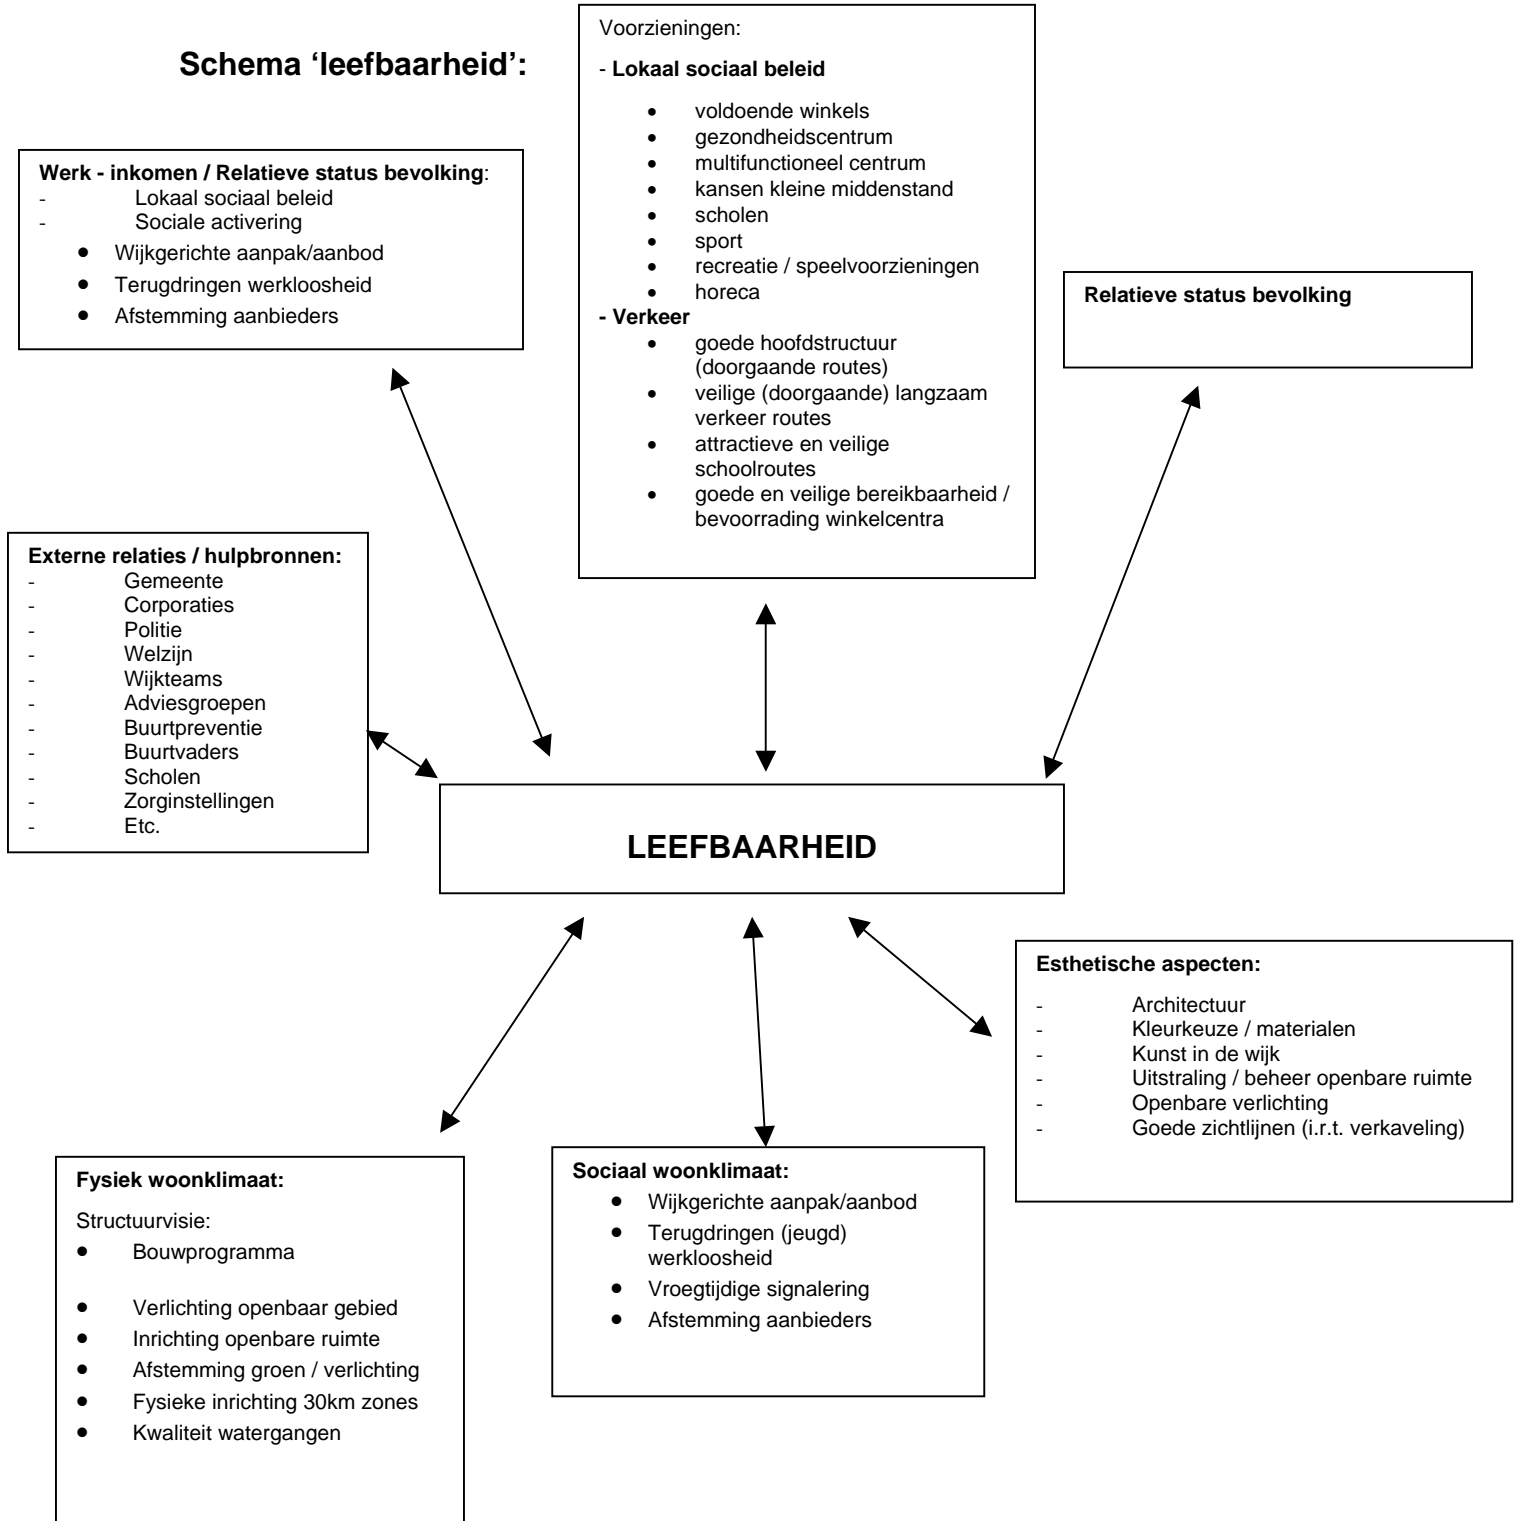 Schema ‘leefbaarheid’:
Voorzieningen:
- Lokaal sociaal beleid
• voldoende winkels
• gezondheidscentrum
• multifunctioneel centrum
• kansen kleine middenstand
• scholen
• sport
• recreatie / speelvoorzieningen
• horeca
- Verkeer
• goede hoofdstructuur
(doorgaande routes)
• veilige (doorgaande) langzaam
verkeer routes
• attractieve en veilige
schoolroutes
• goede en veilige bereikbaarheid /
bevoorrading winkelcentra
Werk - inkomen / Relatieve status bevolking:
- Lokaal sociaal beleid
- Sociale activering
• Wijkgerichte aanpak/aanbod
• Terugdringen werkloosheid
• Afstemming aanbieders
Relatieve status bevolking
Externe relaties / hulpbronnen:
- Gemeente
- Corporaties
- Politie
- Welzijn
- Wijkteams
- Adviesgroepen
- Buurtpreventie
- Buurtvaders
- Scholen
- Zorginstellingen
- Etc.
LEEFBAARHEID
Esthetische aspecten:
- Architectuur
- Kleurkeuze / materialen
- Kunst in de wijk
- Uitstraling / beheer openbare ruimte
- Openbare verlichting
- Goede zichtlijnen (i.r.t. verkaveling)
Fysiek woonklimaat:
Structuurvisie:
• Bouwprogramma
• Verlichting openbaar gebied
• Inrichting openbare ruimte
• Afstemming groen / verlichting
• Fysieke inrichting 30km zones
• Kwaliteit watergangen
Sociaal woonklimaat:
• Wijkgerichte aanpak/aanbod
• Terugdringen (jeugd)
werkloosheid
• Vroegtijdige signalering
• Afstemming aanbieders